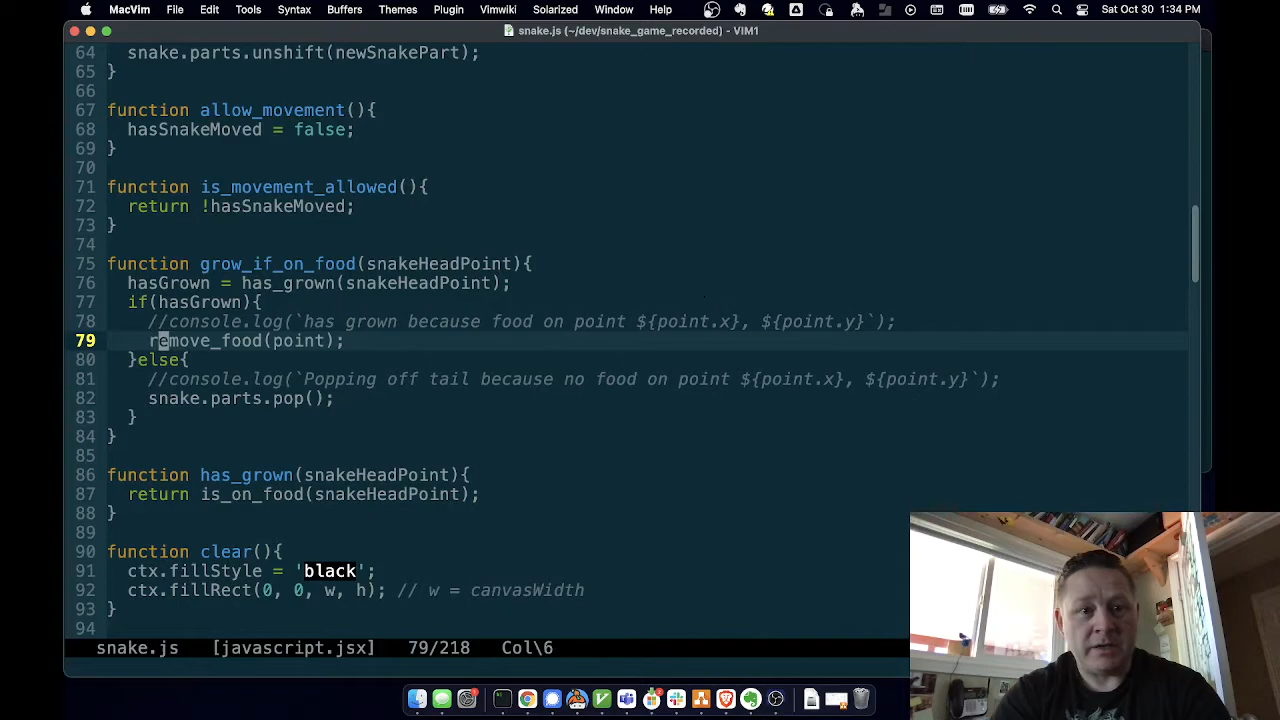 MacVim File Edit Tools Syntax Buffers Themes Plugin Vimwiki Solarized Window Help Sat Oct 30 1:34 PM
snake.js (~/dev/snake_game_recorded) - VIM1
64 snake.parts.unshift(newSnakePart);
65 }
66
67 function allow_movement(){
68 hasSnakeMoved = false;
69 }
70
71 function is_movement_allowed(){
72 return !hasSnakeMoved;
73 }
74
75 function grow_if_on_food(snakeHeadPoint){
76 hasGrown = has_grown(snakeHeadPoint);
77 if(hasGrown){
78 //console.log(`has grown because food on point ${point.x}, ${point.y}`);
79 remove_food(point);
80 }else{
81 //console.log(`Popping off tail because no food on point ${point.x}, ${point.y}`);
82 snake.parts.pop();
83 }
84 }
85
86 function has_grown(snakeHeadPoint){
87 return is_on_food(snakeHeadPoint);
88 }
89
90 function clear(){
91 ctx.fillStyle = 'black';
92 ctx.fillRect(0, 0, w, h); // w = canvasWidth
93 }
94
snake.js [javascript.jsx] 79/218 Col\6